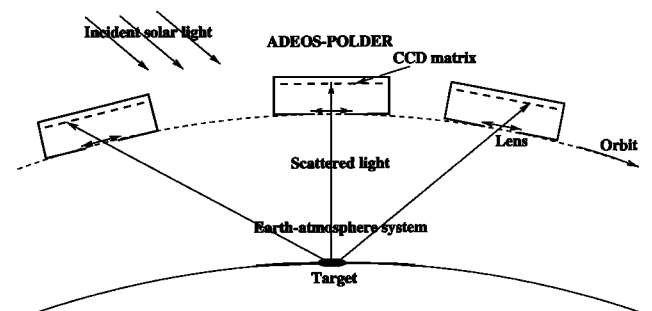 Incident solar light
ADEOS-POLDER
CCD matrix
Lens
Orbit
Scattered light
Earth-atmosphere system
Target